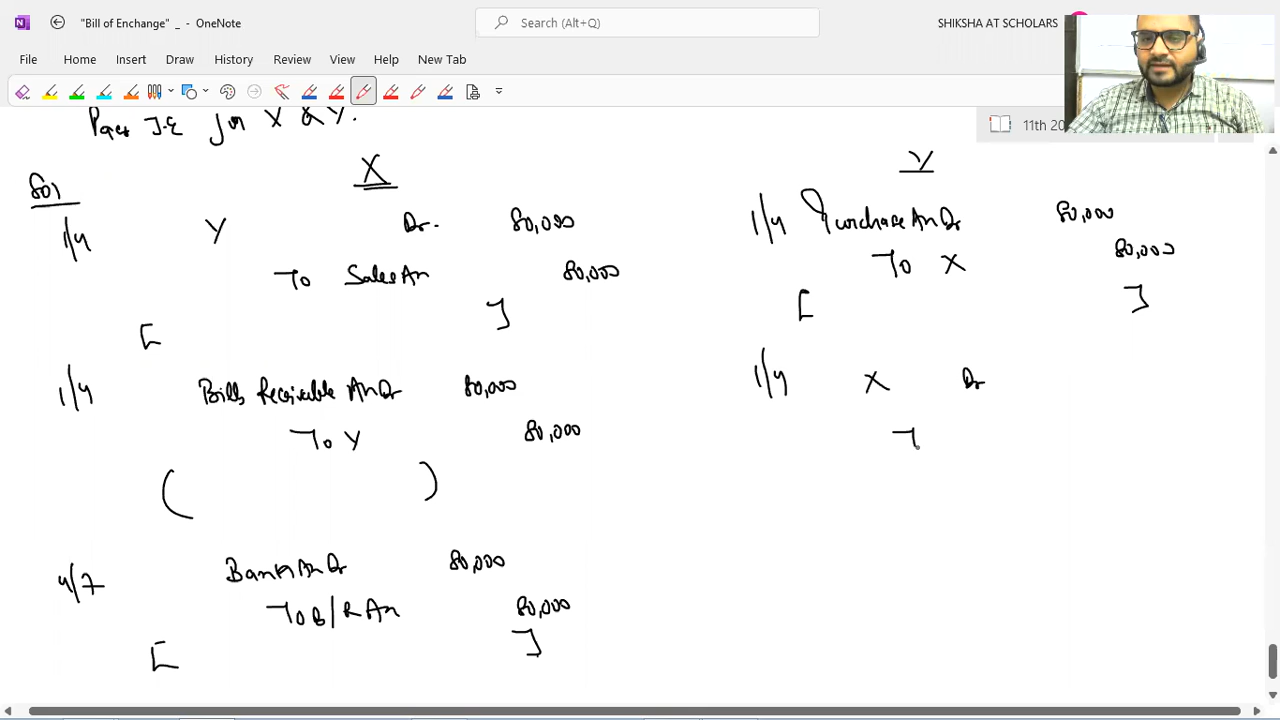 "Bill of Exchange" _ - OneNote
Search (Alt+Q)
SHIKSHA AT SCHOLARS
File Home Insert Draw History Review View Help New Tab
11th 20
Pass J.E for X & Y.
Sol
X
1/4 Y Dr. 80,000
To Sales A/c 80,000
[ ]
1/4 Bills Receivable A/c Dr 80,000
To Y 80,000
( )
4/7 Bank A/c Dr 80,000
To B/R A/c 80,000
[ ]
Y
1/4 Purchase A/c Dr 80,000
To X 80,000
[ ]
1/4 X Dr
T